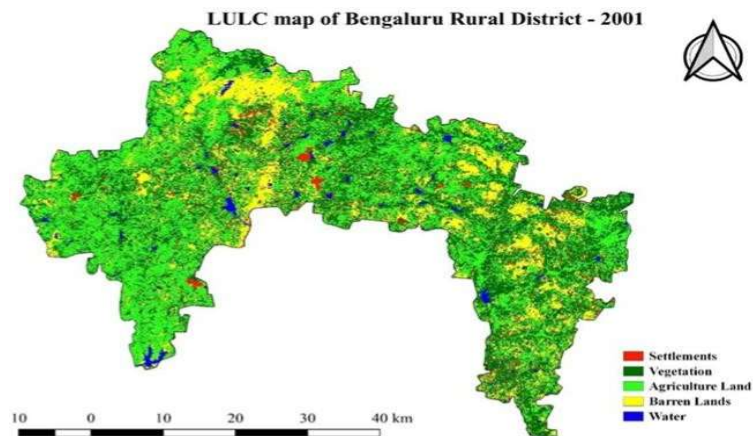 LULC map of Bengaluru Rural District - 2001
Settlements
Vegetation
Agriculture Land
Barren Lands
Water
10 0 10 20 30 40 km